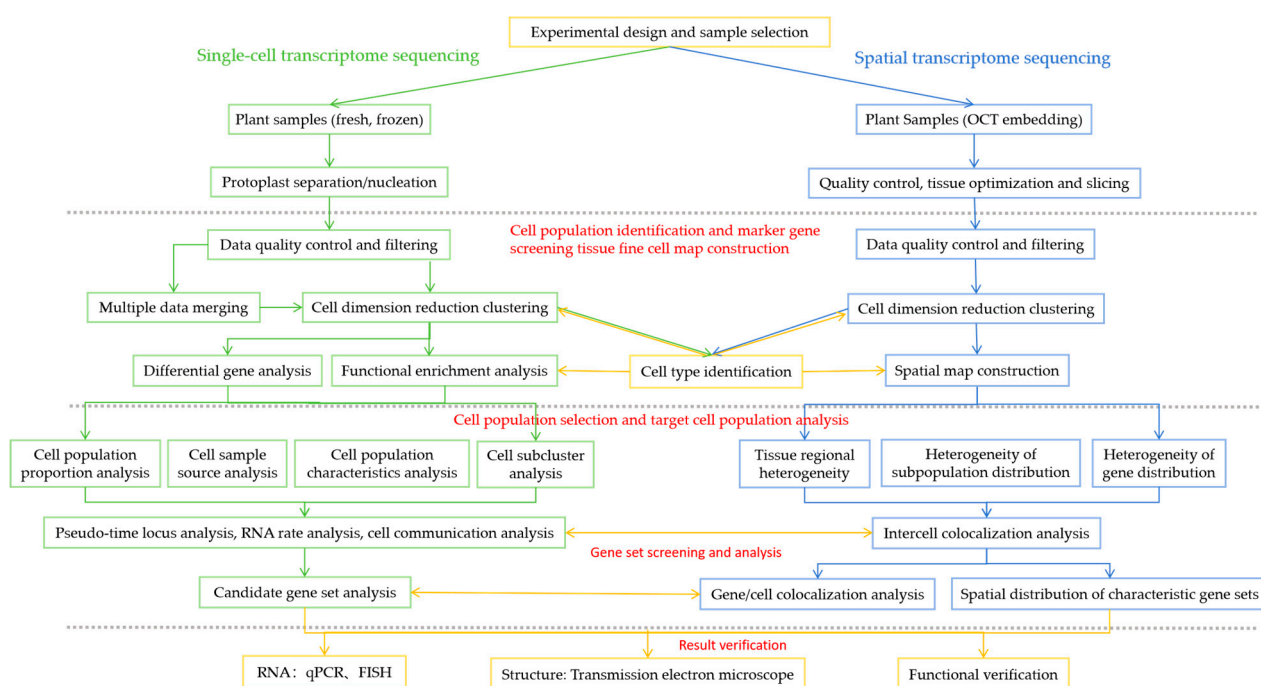 Experimental design and sample selection
Single-cell transcriptome sequencing
Spatial transcriptome sequencing
Plant samples (fresh, frozen)
Plant Samples (OCT embedding)
Protoplast separation/nucleation
Quality control, tissue optimization and slicing
Cell population identification and marker gene
screening tissue fine cell map construction
Data quality control and filtering
Data quality control and filtering
Multiple data merging
Cell dimension reduction clustering
Cell dimension reduction clustering
Differential gene analysis
Functional enrichment analysis
Cell type identification
Spatial map construction
Cell population selection and target cell population analysis
Cell population
proportion analysis
Cell sample
source analysis
Cell population
characteristics analysis
Cell subcluster
analysis
Tissue regional
heterogeneity
Heterogeneity of
subpopulation distribution
Heterogeneity of
gene distribution
Pseudo-time locus analysis, RNA rate analysis, cell communication analysis
Intercell colocalization analysis
Gene set screening and analysis
Candidate gene set analysis
Gene/cell colocalization analysis
Spatial distribution of characteristic gene sets
Result verification
RNA：qPCR、FISH
Structure: Transmission electron microscope
Functional verification